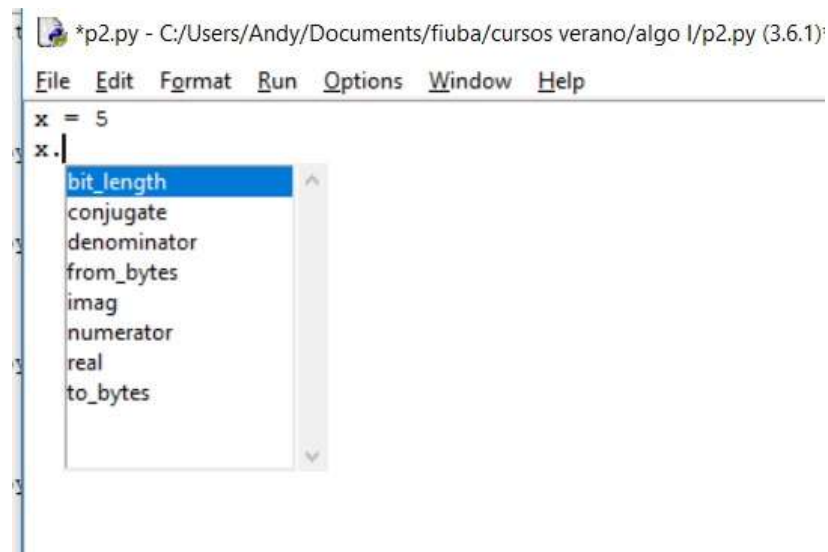 *p2.py - C:/Users/Andy/Documents/fiuba/cursos verano/algo I/p2.py (3.6.1)*
File Edit Format Run Options Window Help
x = 5
x.
bit_length
conjugate
denominator
from_bytes
imag
numerator
real
to_bytes